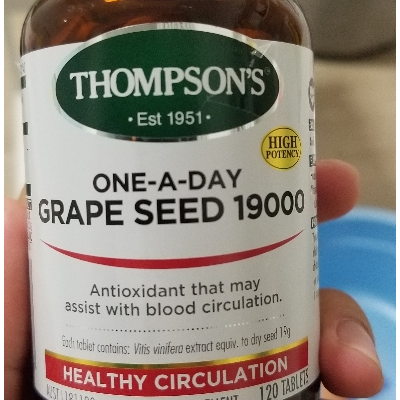 THOMPSON'S
• Est 1951 •
HIGH
POTENCY
ONE-A-DAY
GRAPE SEED 19000
Antioxidant that may
assist with blood circulation.
Each tablet contains: Vitis vinifera extract equiv. to dry seed 19g
HEALTHY CIRCULATION
120 TABLETS